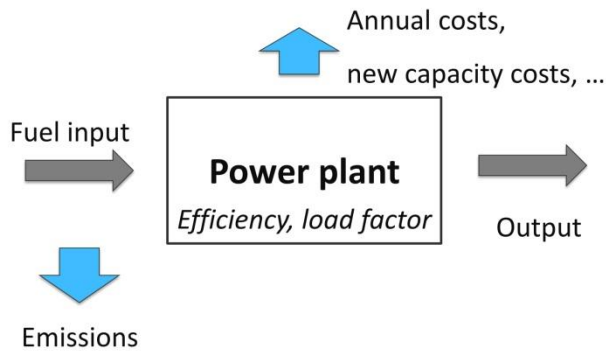 Annual costs,
new capacity costs, ...
Fuel input
Power plant
Efficiency, load factor
Output
Emissions